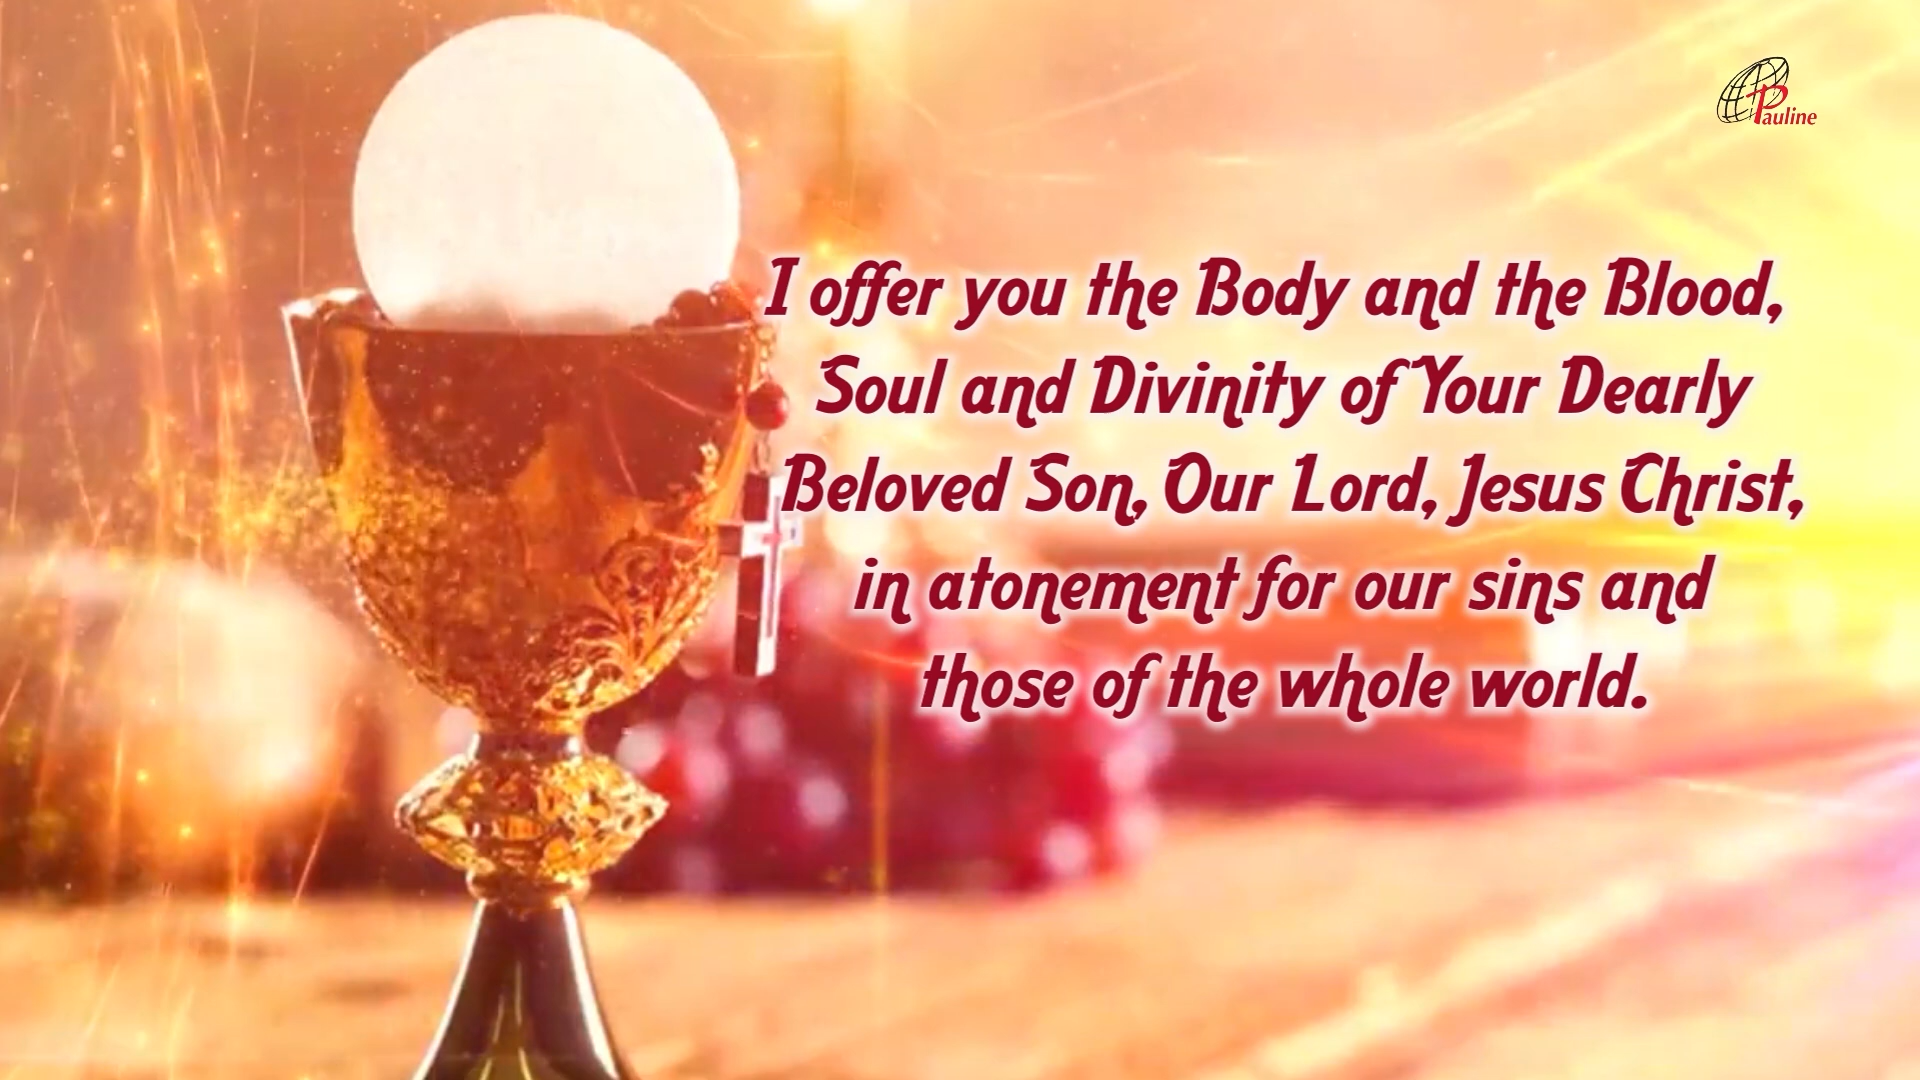 Pauline
I offer you the Body and the Blood,
Soul and Divinity of Your Dearly
Beloved Son, Our Lord, Jesus Christ,
in atonement for our sins and
those of the whole world.